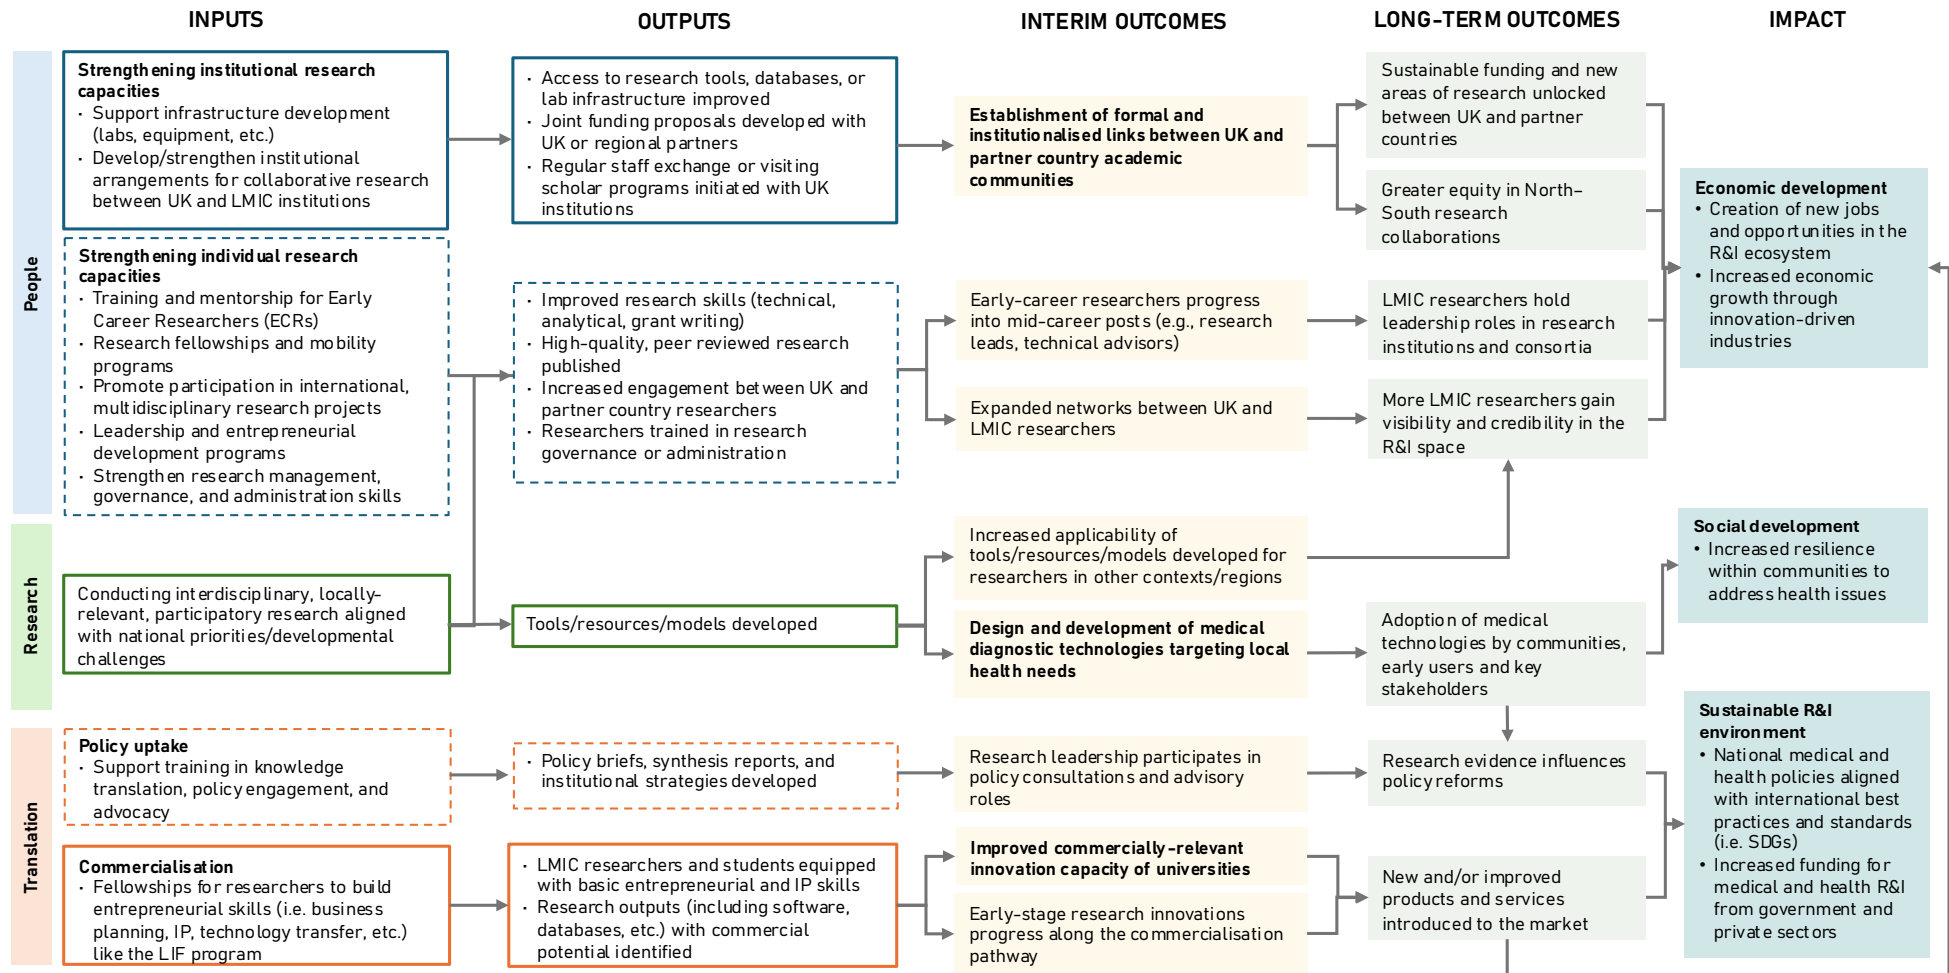 INPUTS
OUTPUTS
INTERIM OUTCOMES
LONG-TERM OUTCOMES
IMPACT
People
Strengthening institutional research
capacities
· Support infrastructure development
(labs, equipment, etc.)
· Develop/strengthen institutional
arrangements for collaborative research
between UK and LMIC institutions
· Access to research tools, databases, or
lab infrastructure improved
· Joint funding proposals developed with
UK or regional partners
· Regular staff exchange or visiting
scholar programs initiated with UK
institutions
Establishment of formal and
institutionalised links between UK and
partner country academic
communities
Sustainable funding and new
areas of research unlocked
between UK and partner
countries
Greater equity in North–
South research
collaborations
Economic development
• Creation of new jobs
and opportunities in the
R&I ecosystem
• Increased economic
growth through
innovation-driven
industries
Strengthening individual research
capacities
· Training and mentorship for Early
Career Researchers (ECRs)
· Research fellowships and mobility
programs
· Promote participation in international,
multidisciplinary research projects
· Leadership and entrepreneurial
development programs
· Strengthen research management,
governance, and administration skills
· Improved research skills (technical,
analytical, grant writing)
· High-quality, peer reviewed research
published
· Increased engagement between UK and
partner country researchers
· Researchers trained in research
governance or administration
Early-career researchers progress
into mid-career posts (e.g., research
leads, technical advisors)
Expanded networks between UK and
LMIC researchers
LMIC researchers hold
leadership roles in research
institutions and consortia
More LMIC researchers gain
visibility and credibility in the
R&I space
Research
Conducting interdisciplinary, locally-
relevant, participatory research aligned
with national priorities/developmental
challenges
Tools/resources/models developed
Increased applicability of
tools/resources/models developed for
researchers in other contexts/regions
Design and development of medical
diagnostic technologies targeting local
health needs
Adoption of medical
technologies by communities,
early users and key
stakeholders
Social development
• Increased resilience
within communities to
address health issues
Translation
Policy uptake
· Support training in knowledge
translation, policy engagement, and
advocacy
· Policy briefs, synthesis reports, and
institutional strategies developed
Research leadership participates in
policy consultations and advisory
roles
Research evidence influences
policy reforms
Sustainable R&I
environment
• National medical and
health policies aligned
with international best
practices and standards
(i.e. SDGs)
• Increased funding for
medical and health R&I
from government and
private sectors
Commercialisation
· Fellowships for researchers to build
entrepreneurial skills (i.e. business
planning, IP, technology transfer, etc.)
like the LIF program
· LMIC researchers and students equipped
with basic entrepreneurial and IP skills
· Research outputs (including software,
databases, etc.) with commercial
potential identified
Improved commercially-relevant
innovation capacity of universities
Early-stage research innovations
progress along the commercialisation
pathway
New and/or improved
products and services
introduced to the market